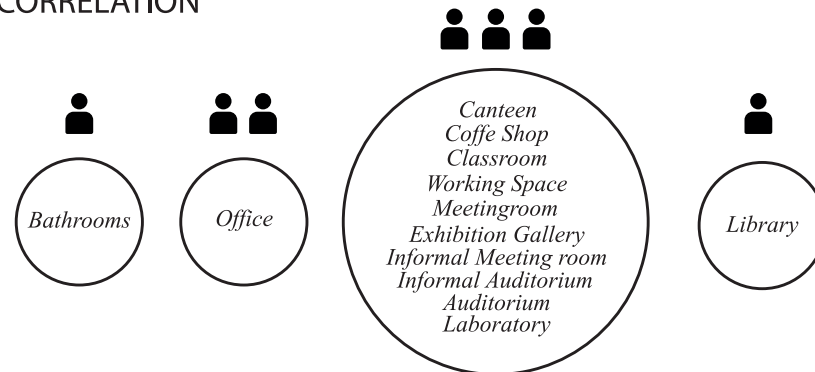 CORRELATION
Bathrooms
Office
Canteen
Coffe Shop
Classroom
Working Space
Meetingroom
Exhibition Gallery
Informal Meeting room
Informal Auditorium
Auditorium
Laboratory
Library